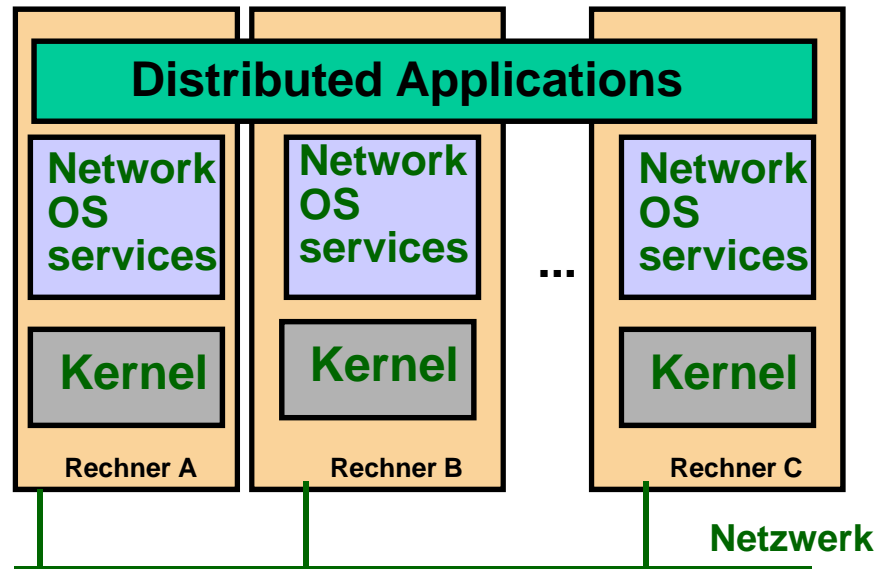 Distributed Applications
Network
OS
services
Network
OS
services
...
Network
OS
services
Kernel
Kernel
Kernel
Rechner A
Rechner B
Rechner C
Netzwerk